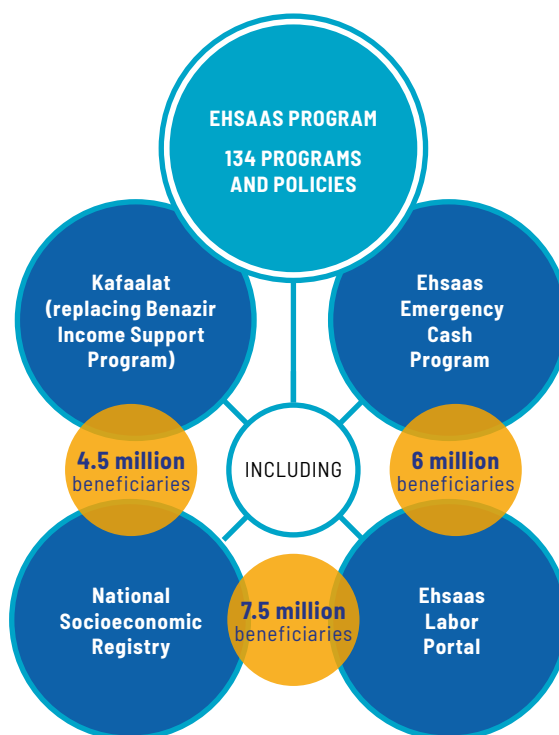 EHSAAS PROGRAM
134 PROGRAMS
AND POLICIES
Kafaalat
(replacing Benazir
Income Support
Program)
Ehsaas
Emergency
Cash
Program
4.5 million
beneficiaries
INCLUDING
6 million
beneficiaries
National
Socioeconomic
Registry
7.5 million
beneficiaries
Ehsaas
Labor
Portal